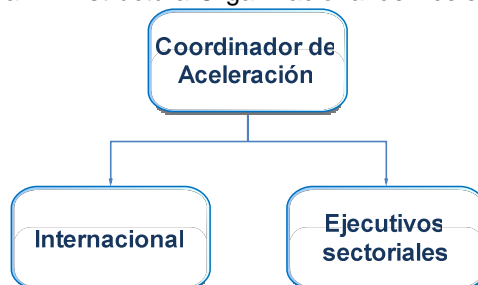 Coordinador de
Aceleración
Internacional
Ejecutivos
sectoriales